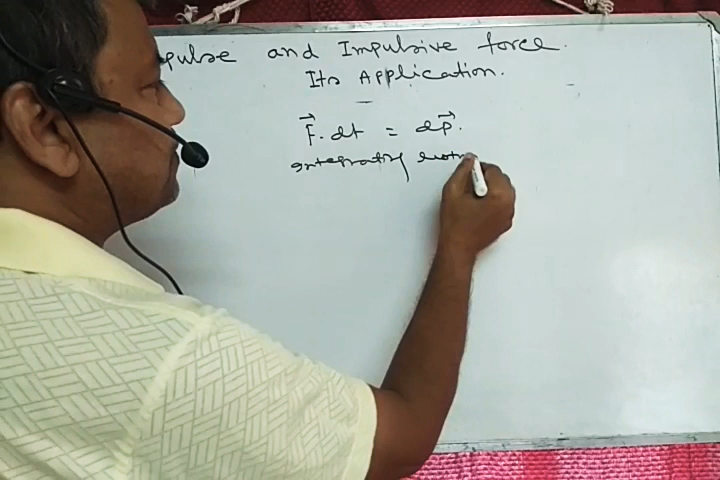 pulse and Impulsive force.
Its Application.
F⃗. dt = dp⃗.
integrating